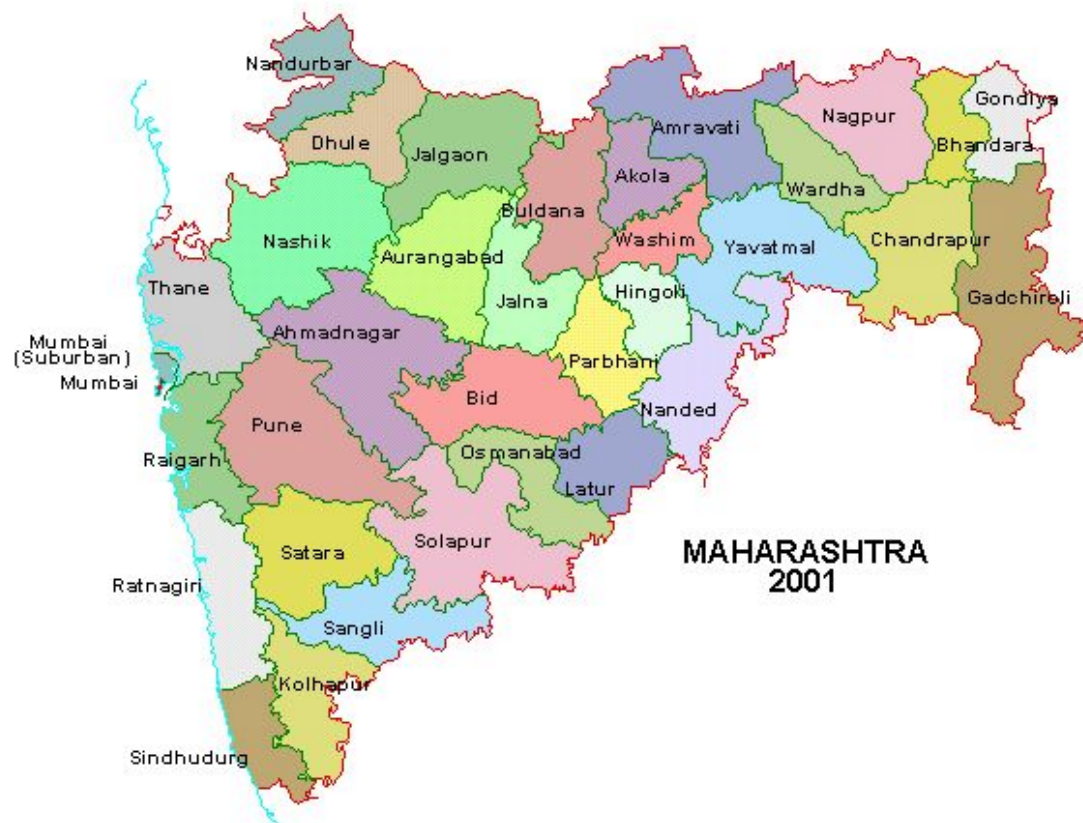 Nandurbar
Gondiya
Nagpur
Amravati
Dhule
Bhandara
Jalgaon
Akola
Wardha
Buldana
Nashik
Washim
Yavatmal
Chandrapur
Aurangabad
Thane
Jalna
Hingoli
Gadchireli
Ahmadnagar
Mumbai
(Suburban)
Parbhani
Mumbai
Bid
Nanded
Pune
Osmanabad
Raigarh
Latur
Solapur
Satara
MAHARASHTRA
2001
Ratnagiri
Sangli
Kolhapur
Sindhudurg